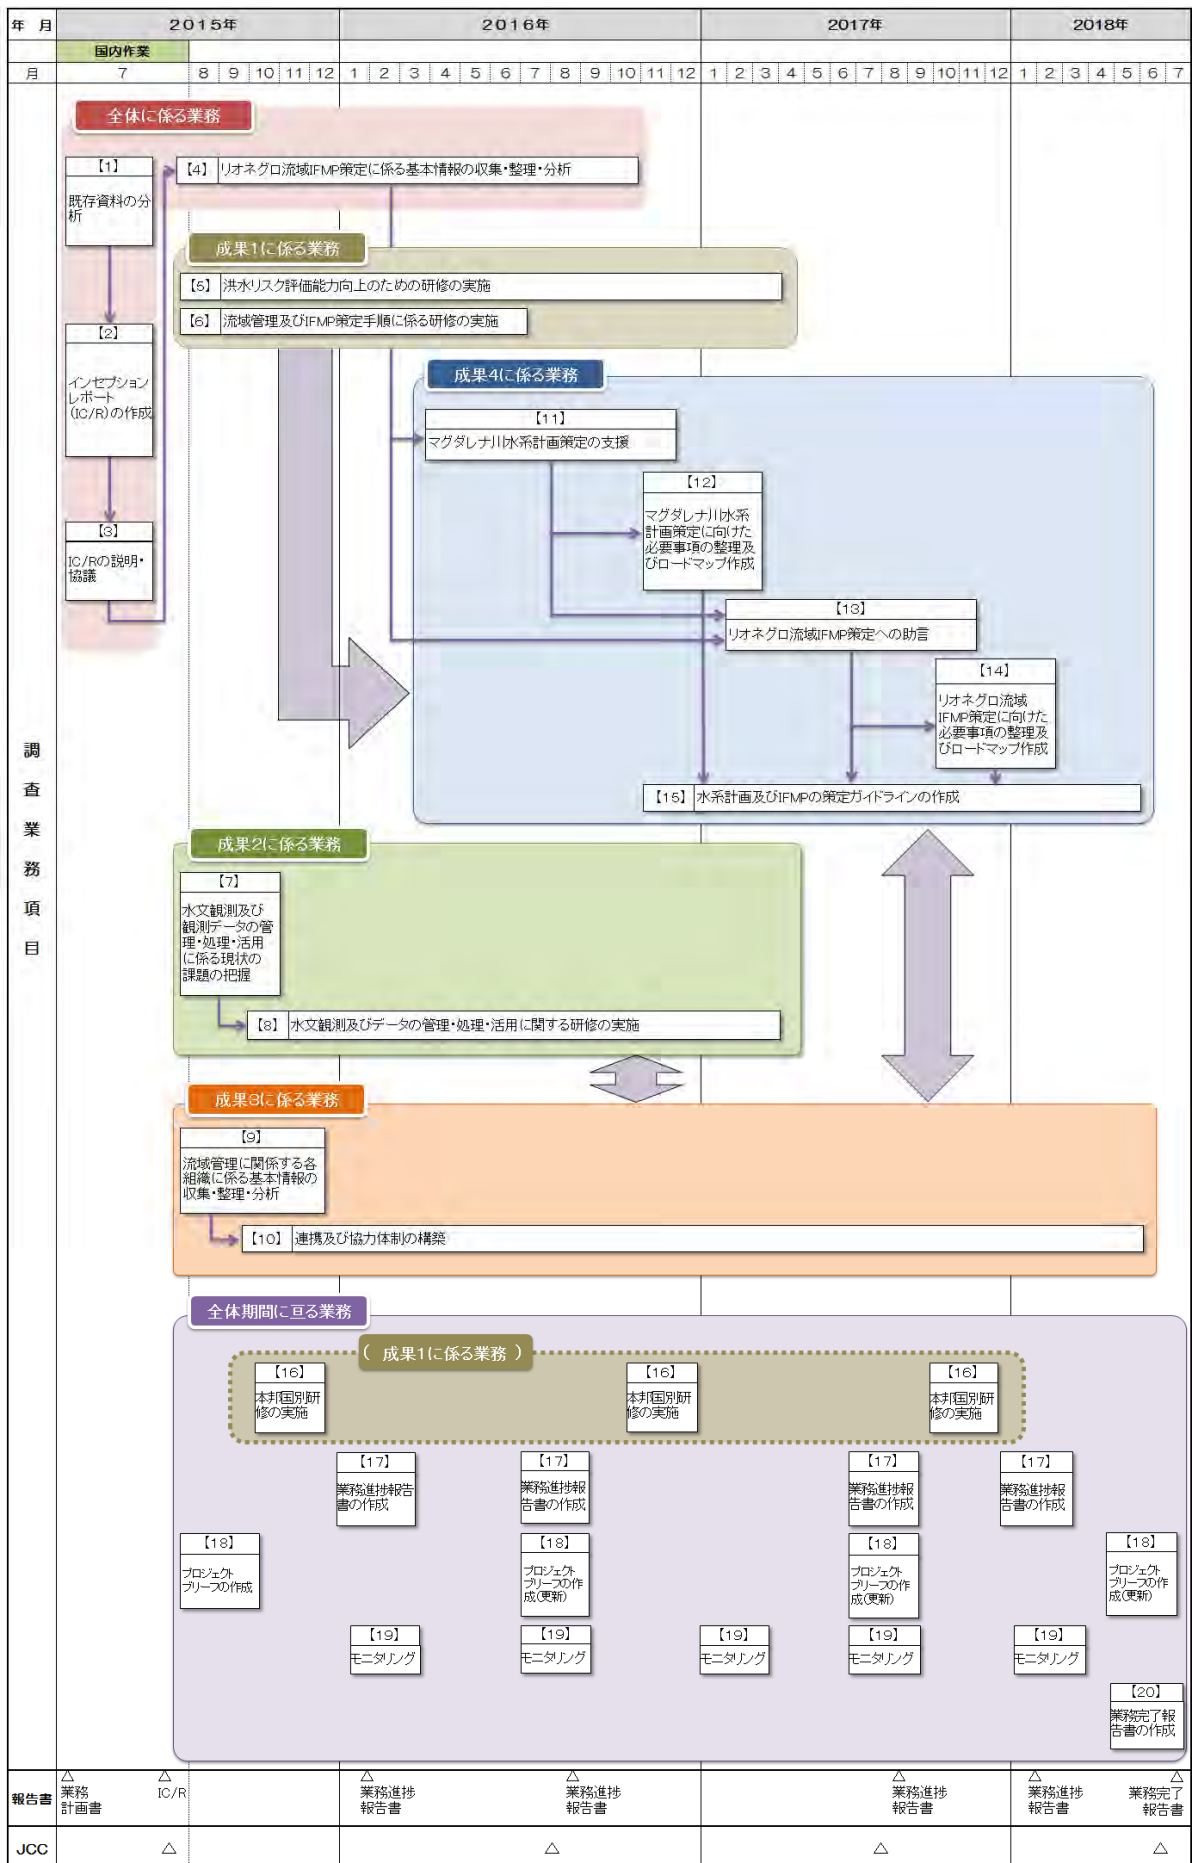 年 月 2015年 2016年 2017年 2018年
国内作業
月 7 8 9 10 11 12 1 2 3 4 5 6 7 8 9 10 11 12 1 2 3 4 5 6 7 8 9 10 11 12 1 2 3 4 5 6 7
調査業務項目
全体に係る業務
【1】
既存資料の分
析
【4】 リオネグロ流域IFMP策定に係る基本情報の収集・整理・分析
【2】
インセプション
レポート
(IC/R)の作成
【3】
IC/Rの説明・
協議
成果1に係る業務
【5】 洪水リスク評価能力向上のための研修の実施
【6】 流域管理及びIFMP策定手順に係る研修の実施
成果4に係る業務
【11】
マグダレナ川水系計画策定の支援
【12】
マグダレナ川水系
計画策定に向けた
必要事項の整理及
びロードマップ作成
【13】
リオネグロ流域IFMP策定への助言
【14】
リオネグロ流域
IFMP策定に向けた
必要事項の整理及
びロードマップ作成
【15】 水系計画及びIFMPの策定ガイドラインの作成
成果2に係る業務
【7】
水文観測及び
観測データの管
理・処理・活用
に係る現状の
課題の把握
【8】 水文観測及びデータの管理・処理・活用に関する研修の実施
成果3に係る業務
【9】
流域管理に関係する各
組織に係る基本情報の
収集・整理・分析
【10】 連携及び協力体制の構築
全体期間に亘る業務
( 成果1に係る業務 )
【16】
本邦国別研
修の実施
【16】
本邦国別研
修の実施
【16】
本邦国別研
修の実施
【17】
業務進捗報告
書の作成
【17】
業務進捗報
告書の作成
【17】
業務進捗報
告書の作成
【17】
業務進捗報
告書の作成
【18】
プロジェクト
ブリーフの作成
【18】
プロジェクト
ブリーフの作
成(更新)
【18】
プロジェクト
ブリーフの作
成(更新)
【18】
プロジェクト
ブリーフの作
成(更新)
【19】
モニタリング
【19】
モニタリング
【19】
モニタリング
【19】
モニタリング
【19】
モニタリング
【20】
業務完了報
告書の作成
報告書
△
業務
計画書
△
IC/R
△
業務進捗
報告書
△
業務進捗
報告書
△
業務進捗
報告書
△
業務進捗
報告書
△
業務完了
報告書
JCC △ △ △ △